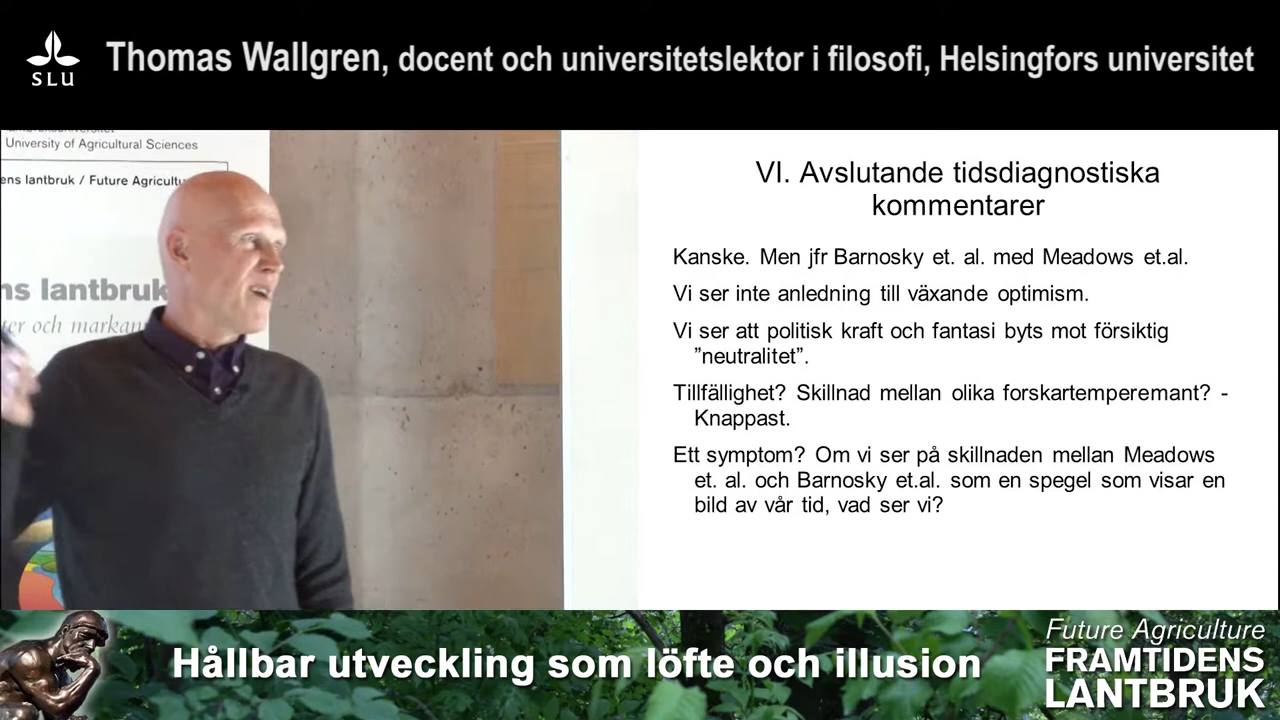 SLU
Thomas Wallgren, docent och universitetslektor i filosofi, Helsingfors universitet
University of Agricultural Sciences
ens lantbruk / Future Agricultu
ns lantbruk
er och markan
VI. Avslutande tidsdiagnostiska
kommentarer
Kanske. Men jfr Barnosky et. al. med Meadows et.al.
Vi ser inte anledning till växande optimism.
Vi ser att politisk kraft och fantasi byts mot försiktig
”neutralitet”.
Tillfällighet? Skillnad mellan olika forskartemperemant? -
Knappast.
Ett symptom? Om vi ser på skillnaden mellan Meadows
et. al. och Barnosky et.al. som en spegel som visar en
bild av vår tid, vad ser vi?
Hållbar utveckling som löfte och illusion
Future Agriculture
FRAMTIDENS
LANTBRUK